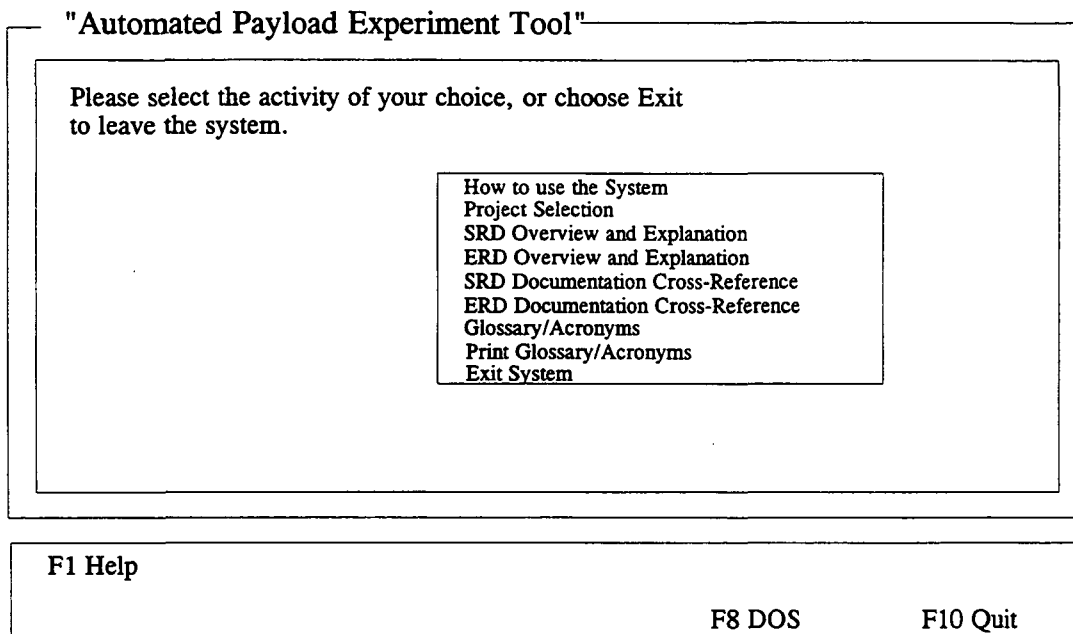 "Automated Payload Experiment Tool"
Please select the activity of your choice, or choose Exit
to leave the system.
How to use the System
Project Selection
SRD Overview and Explanation
ERD Overview and Explanation
SRD Documentation Cross-Reference
ERD Documentation Cross-Reference
Glossary/Acronyms
Print Glossary/Acronyms
Exit System
F1 Help
F8 DOS F10 Quit